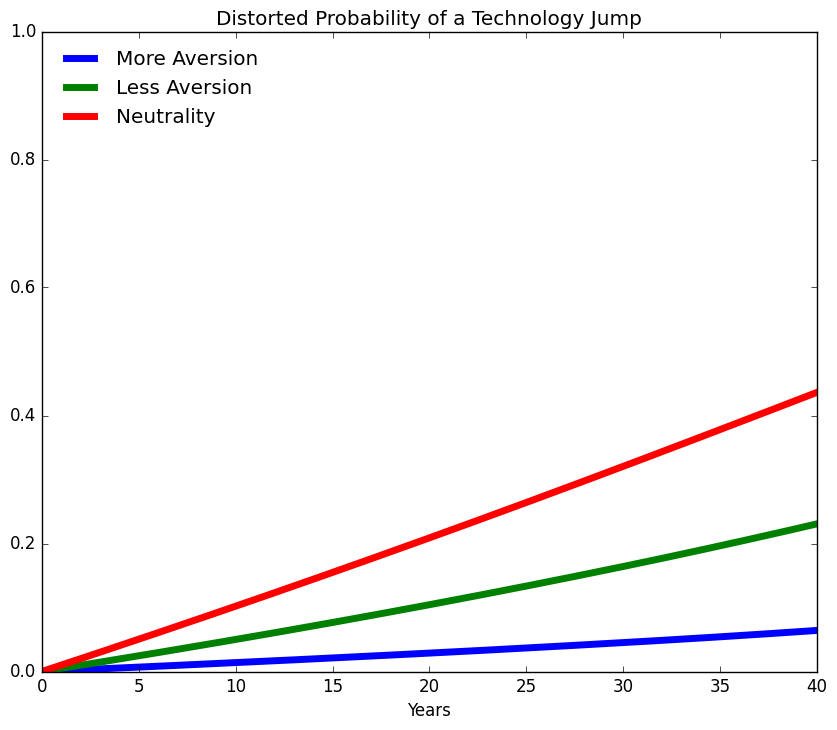 Distorted Probability of a Technology Jump
1.0
More Aversion
Less Aversion
Neutrality
0.8
0.6
0.4
0.2
0.0
0 5 10 15 20 25 30 35 40
Years